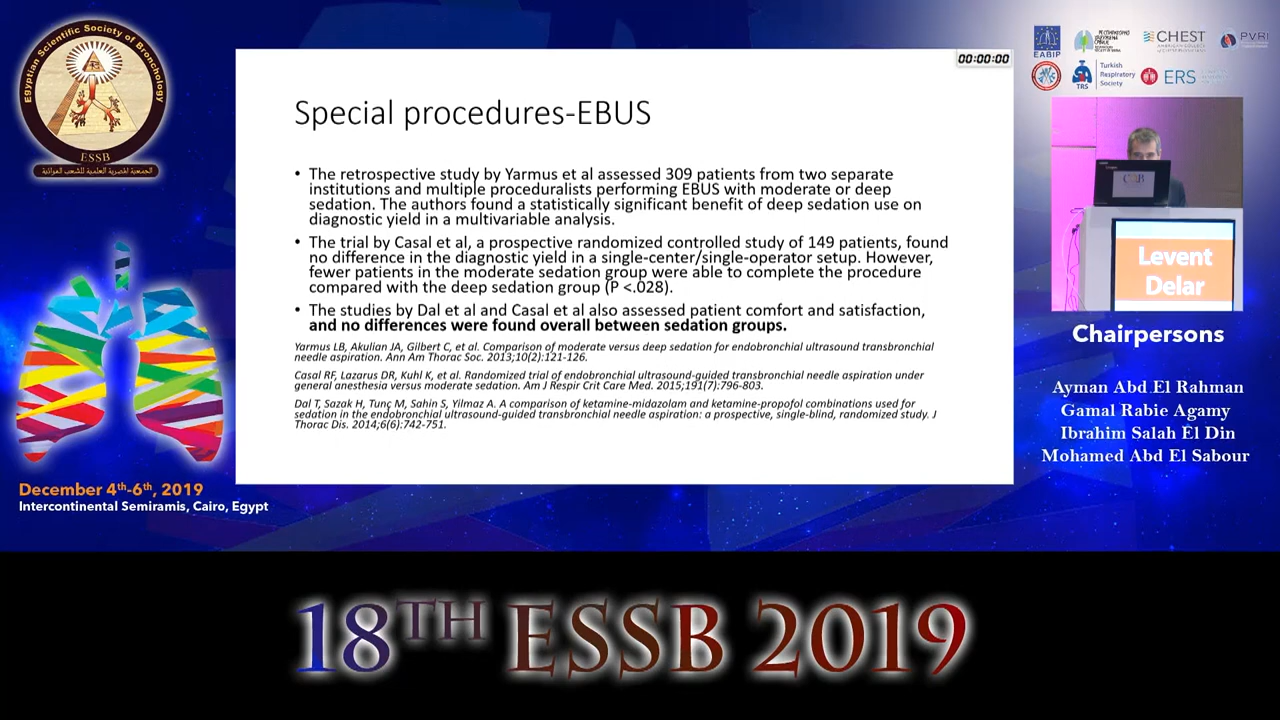 Egyptian Scientific Society of Bronchology
ESSB
الجمعية المصرية العلمية للشعب الهوائية
December 4th-6th, 2019
Intercontinental Semiramis, Cairo, Egypt
00:00:00
Special procedures-EBUS
• The retrospective study by Yarmus et al assessed 309 patients from two separate
institutions and multiple proceduralists performing EBUS with moderate or deep
sedation. The authors found a statistically significant benefit of deep sedation use on
diagnostic yield in a multivariable analysis.
• The trial by Casal et al, a prospective randomized controlled study of 149 patients, found
no difference in the diagnostic yield in a single-center/single-operator setup. However,
fewer patients in the moderate sedation group were able to complete the procedure
compared with the deep sedation group (P <.028).
• The studies by Dal et al and Casal et al also assessed patient comfort and satisfaction,
and no differences were found overall between sedation groups.
Yarmus LB, Akulian JA, Gilbert C, et al. Comparison of moderate versus deep sedation for endobronchial ultrasound transbronchial
needle aspiration. Ann Am Thorac Soc. 2013;10(2):121-126.
Casal RF, Lazarus DR, Kuhl K, et al. Randomized trial of endobronchial ultrasound-guided transbronchial needle aspiration under
general anesthesia versus moderate sedation. Am J Respir Crit Care Med. 2015;191(7):796-803.
Dal T, Sazak H, Tunç M, Sahin S, Yilmaz A. A comparison of ketamine-midazolam and ketamine-propofol combinations used for
sedation in the endobronchial ultrasound-guided transbronchial needle aspiration: a prospective, single-blind, randomized study. J
Thorac Dis. 2014;6(6):742-751.
EABIP
CHEST
PVRI
TRS
Turkish
Respiratory
Society
ERS
Levent
Delar
Chairpersons
Ayman Abd El Rahman
Gamal Rabie Agamy
Ibrahim Salah El Din
Mohamed Abd El Sabour
18TH ESSB 2019